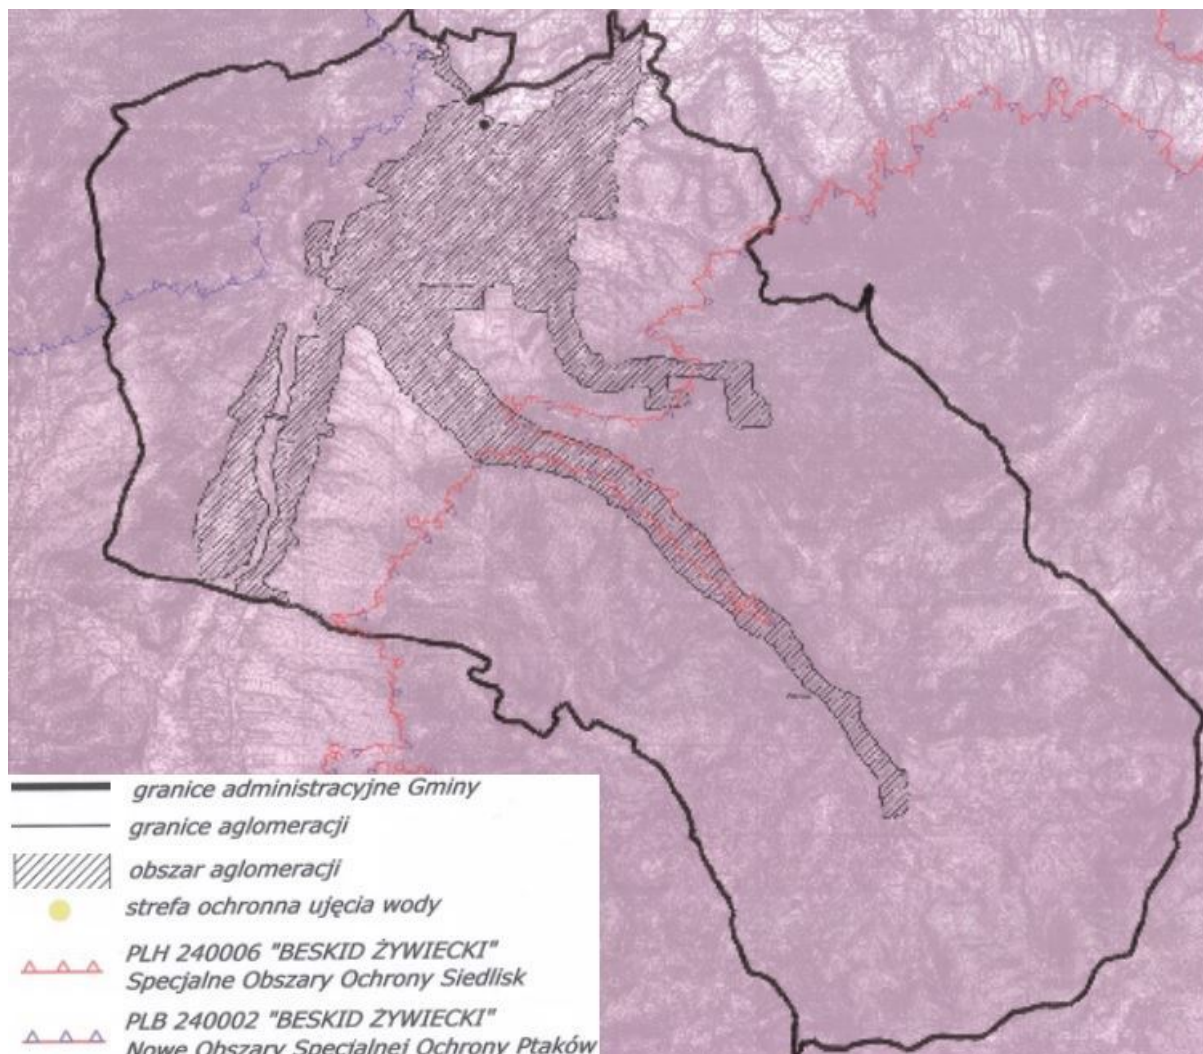 granice administracyjne Gminy
granice aglomeracji
obszar aglomeracji
strefa ochronna ujęcia wody
PLH 240006 "BESKID ŻYWIECKI"
Specjalne Obszary Ochrony Siedlisk
PLB 240002 "BESKID ŻYWIECKI"
Nowe Obszary Specjalnej Ochrony Ptaków